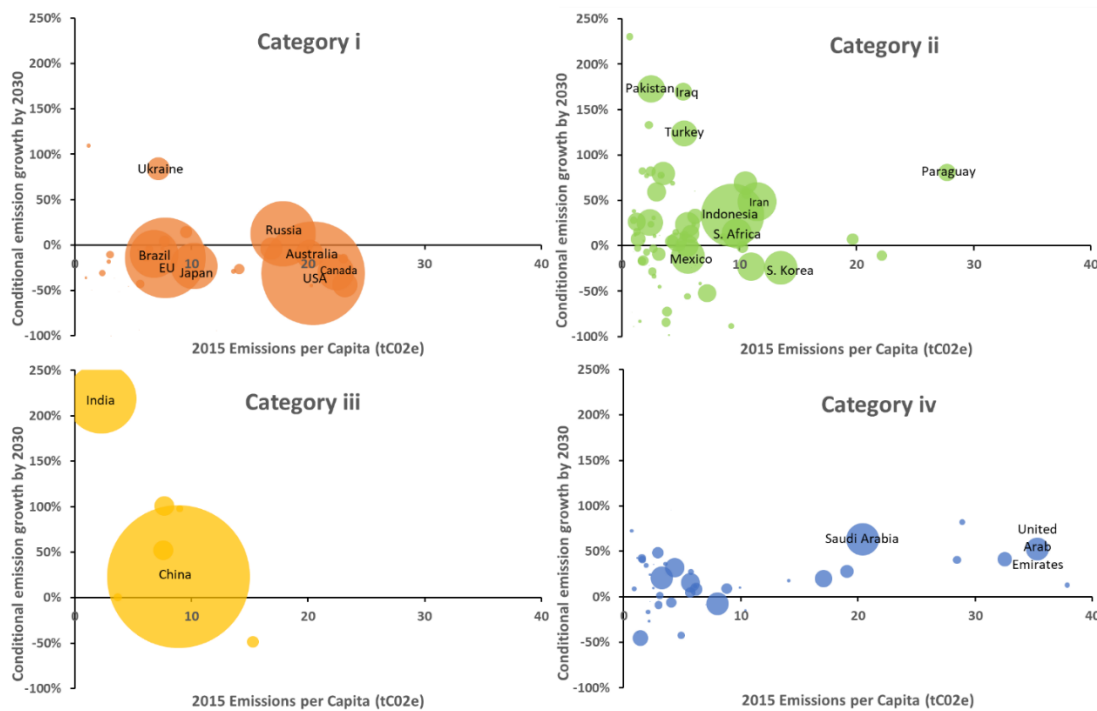 Category i
Conditional emission growth by 2030
250%
200%
150%
100%
50%
0%
-50%
-100%
0
10
20
30
40
Ukraine
Russia
Brazil
EU
Japan
Australia
Canada
USA
2015 Emissions per Capita (tC02e)
Category ii
Conditional emission growth by 2030
250%
200%
150%
100%
50%
0%
-50%
-100%
0
10
20
30
40
Pakistan
Iraq
Turkey
Paraguay
Iran
Indonesia
S. Africa
Mexico
S. Korea
2015 Emissions per Capita (tC02e)
Category iii
Conditional emission growth by 2030
250%
200%
150%
100%
50%
0%
-50%
-100%
0
10
20
30
40
India
China
2015 Emissions per Capita (tC02e)
Category iv
Conditional emission growth by 2030
250%
200%
150%
100%
50%
0%
-50%
-100%
0
10
20
30
40
Saudi Arabia
United
Arab
Emirates
2015 Emissions per Capita (tC02e)